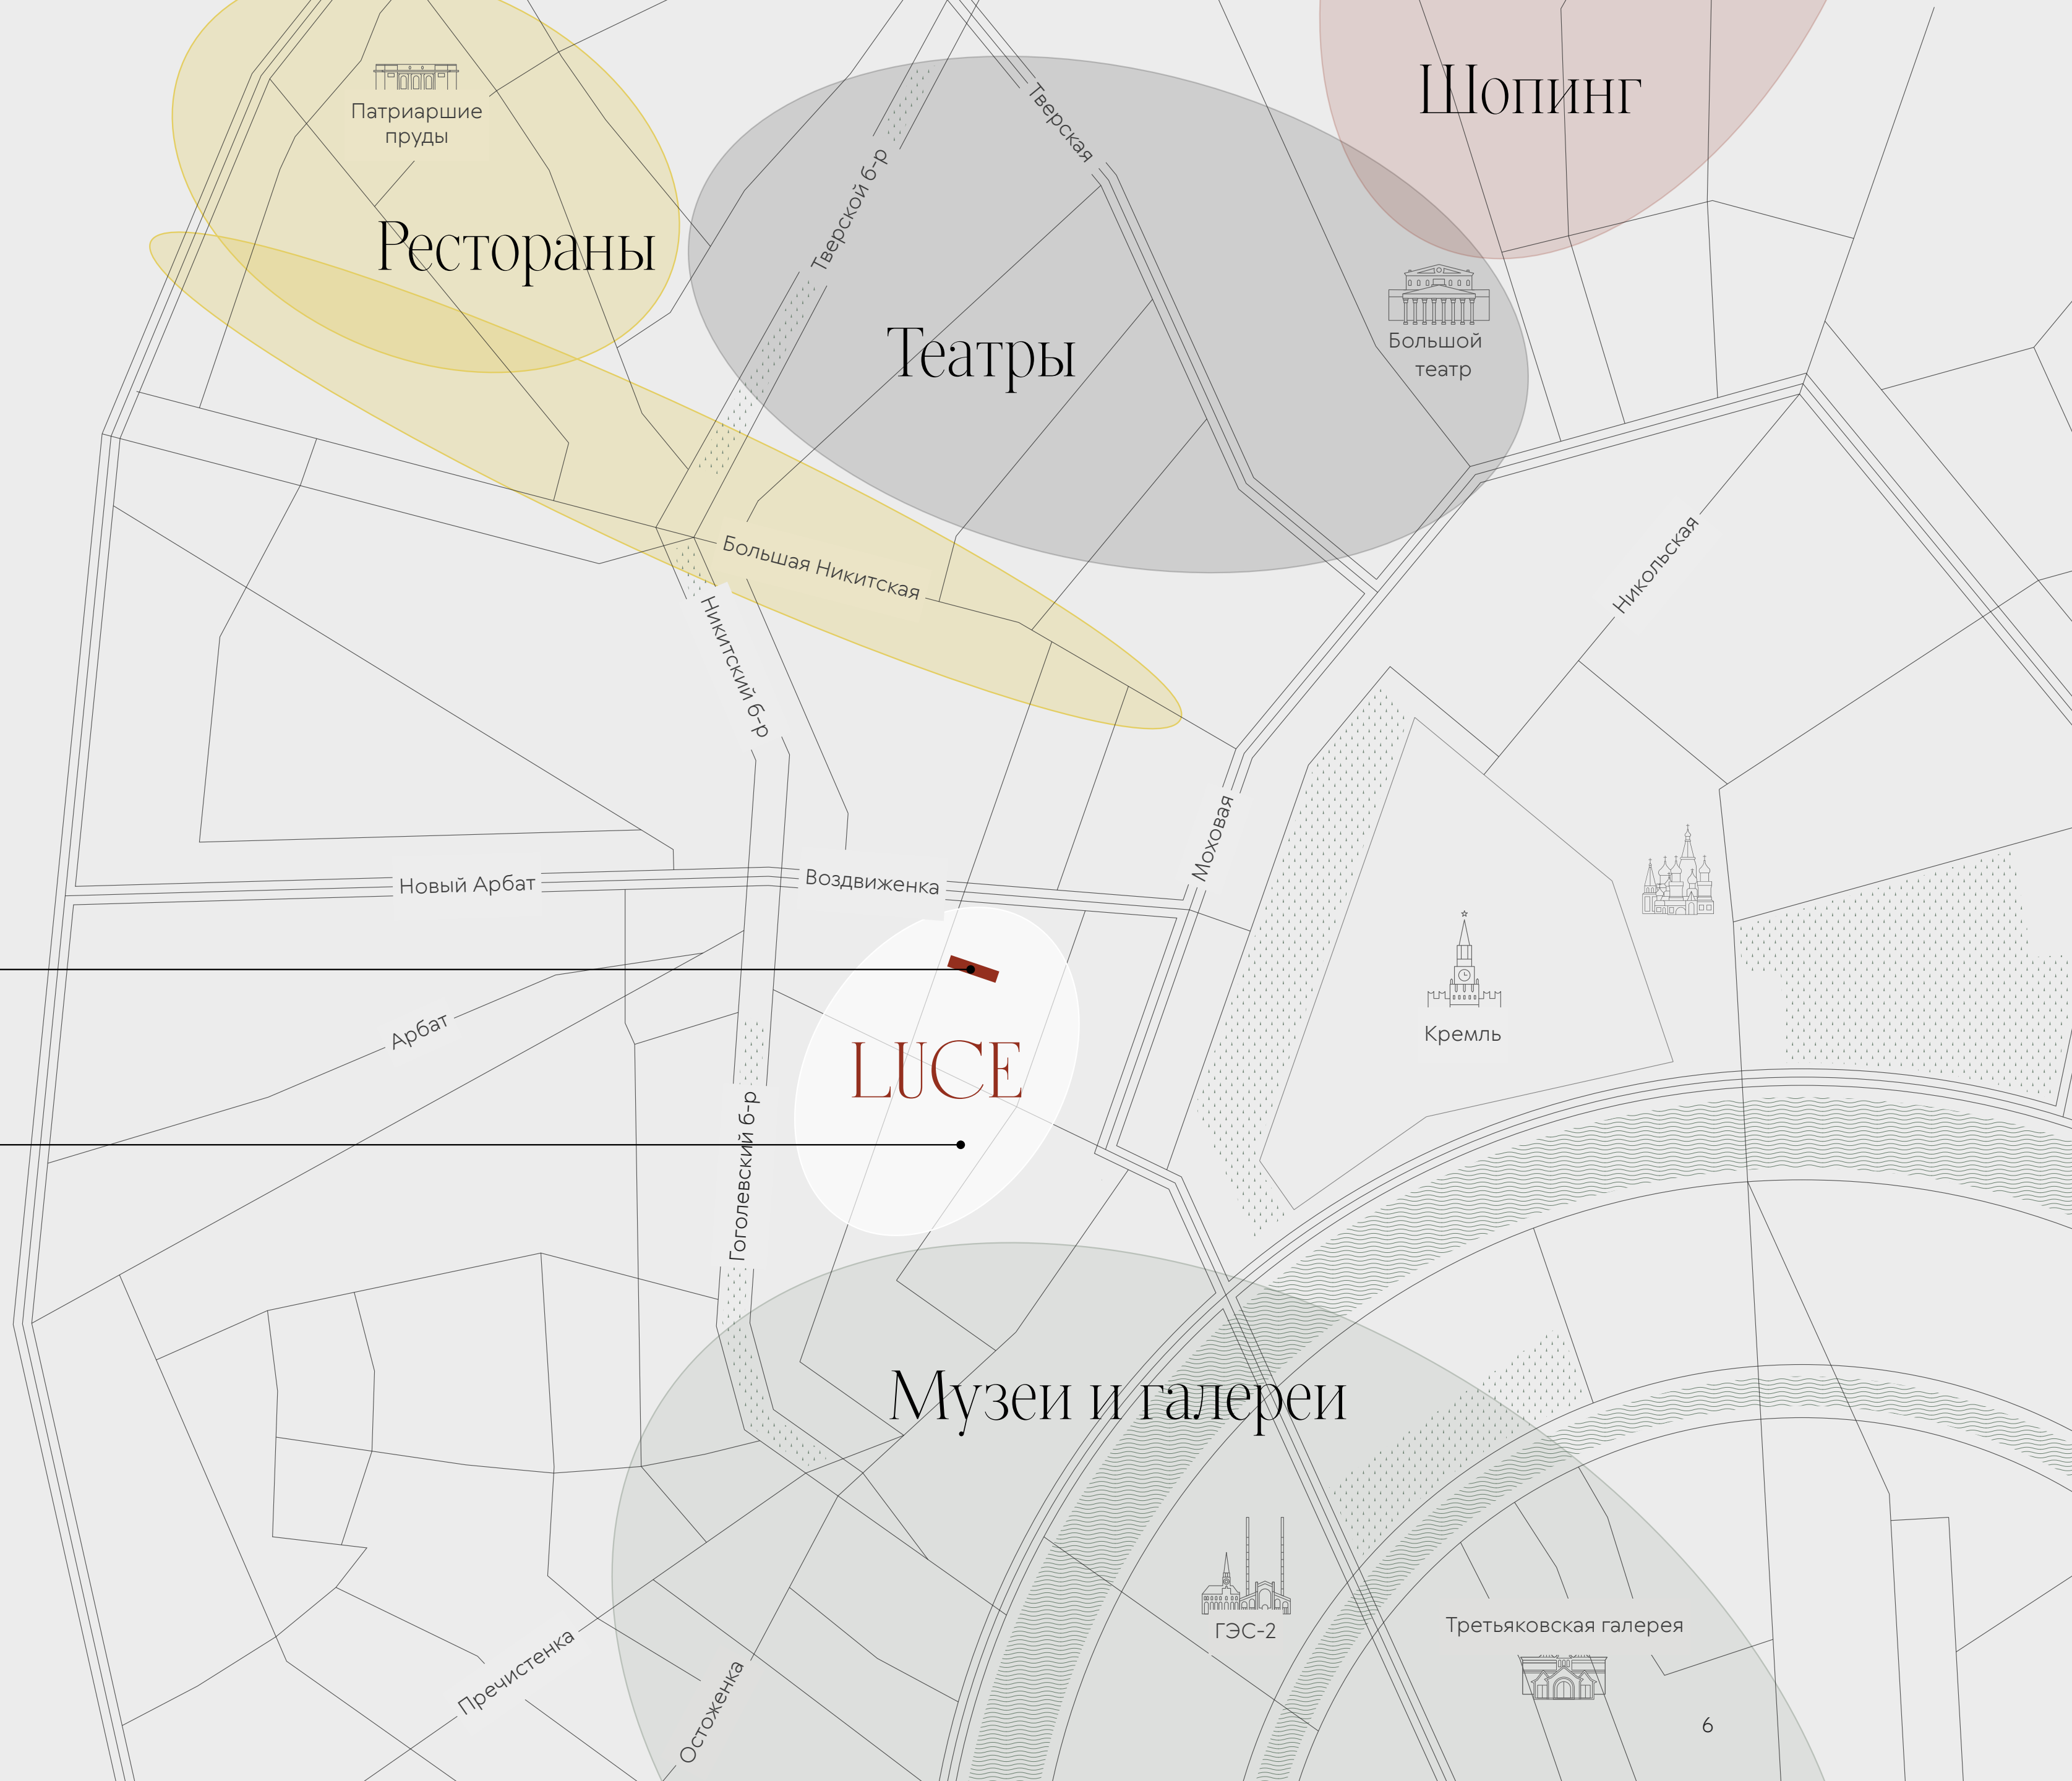 Шопинг
Патриаршие
пруды
Тверская
Тверской б-р
Рестораны
Театры
Большой
театр
Большая Никитская
Никольская
Никитский б-р
Моховая
Новый Арбат
Воздвиженка
Арбат
Кремль
LUCE
Гоголевский б-р
Музеи и галереи
ГЭС-2
Третьяковская галерея
Пречистенка
Остоженка
6